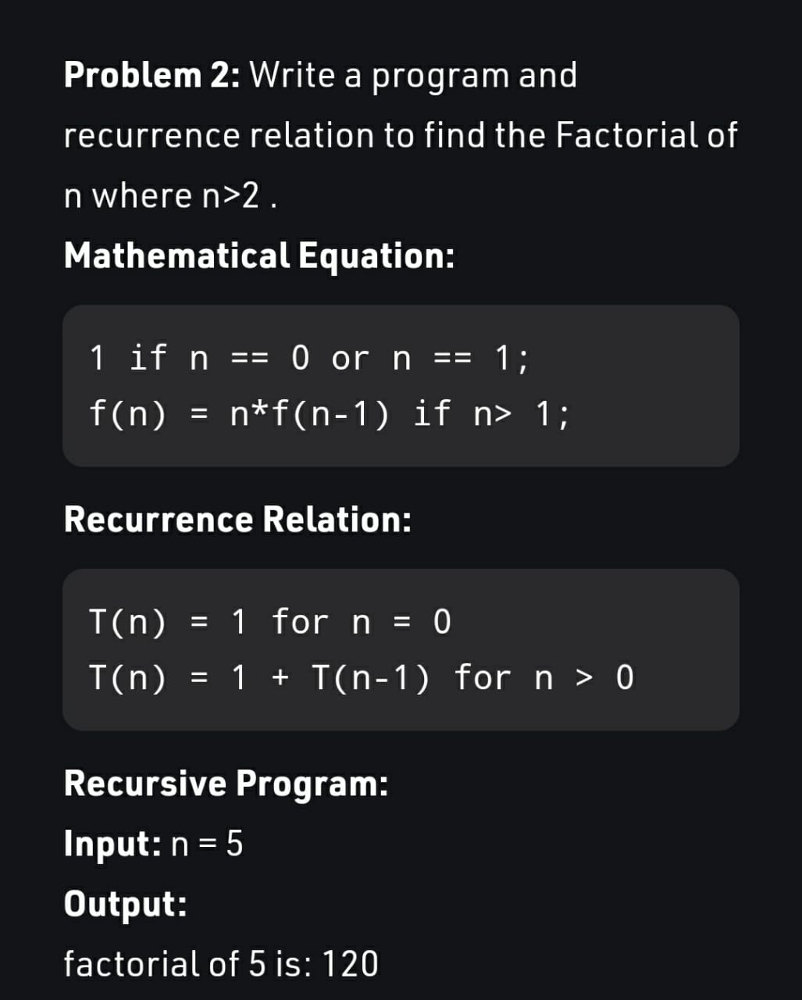 Problem 2: Write a program and
recurrence relation to find the Factorial of
n where n>2 .
Mathematical Equation:
1 if n == 0 or n == 1;
f(n) = n*f(n-1) if n> 1;
Recurrence Relation:
T(n) = 1 for n = 0
T(n) = 1 + T(n-1) for n > 0
Recursive Program:
Input: n = 5
Output:
factorial of 5 is: 120